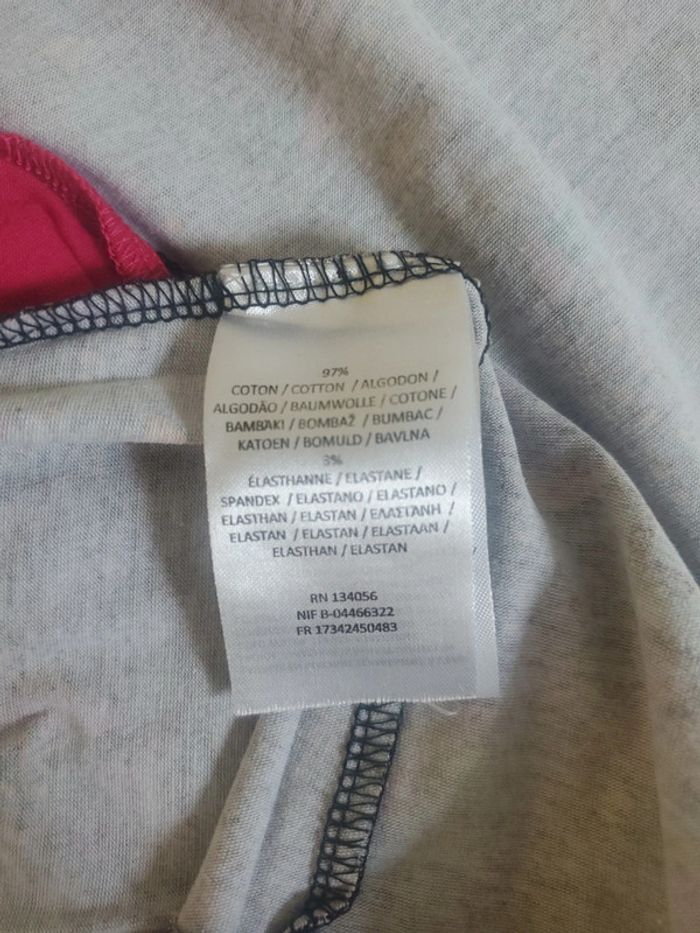 97%
COTON / COTTON / ALGODON /
ALGODÃO / BAUMWOLLE / COTONE /
BAMBAKI / BOMBAŽ / BUMBAC /
KATOEN / BOMULD / BAVLNA
3%
ÉLASTHANNE / ELASTANE /
SPANDEX / ELASTANO / ELASTANO /
ELASTHAN / ELASTAN / ΕΛΑΣΤΑΝΗ /
ELASTAN / ELASTAN / ELASTAAN /
ELASTHAN / ELASTAN
RN 134056
NIF B-04466322
FR 17342450483